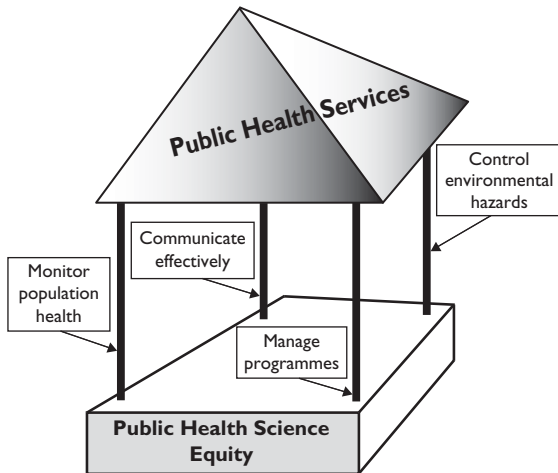 Public Health Services
Control
environmental
hazards
Communicate
effectively
Monitor
population
health
Manage
programmes
Public Health Science
Equity